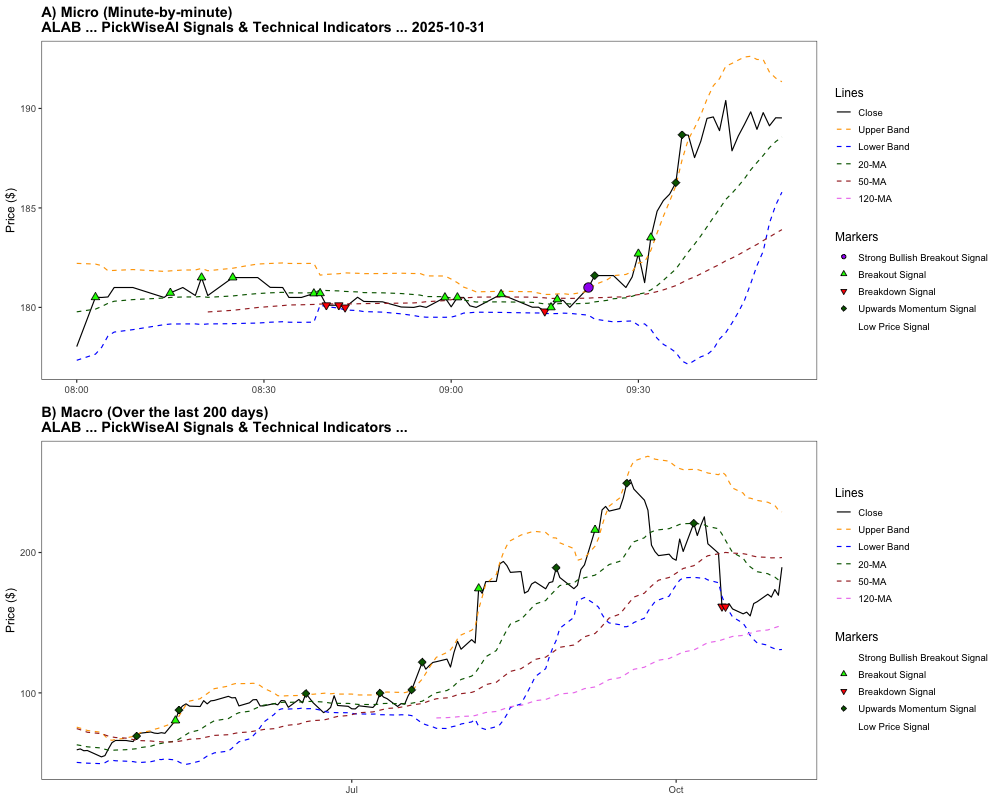 A) Micro (Minute-by-minute)
ALAB ... PickWiseAI Signals & Technical Indicators ... 2025-10-31
Price ($)
190
185
180
08:00
08:30
09:00
09:30
Lines
Close
Upper Band
Lower Band
20-MA
50-MA
120-MA
Markers
Strong Bullish Breakout Signal
Breakout Signal
Breakdown Signal
Upwards Momentum Signal
Low Price Signal
B) Macro (Over the last 200 days)
ALAB ... PickWiseAI Signals & Technical Indicators ...
Price ($)
200
100
Jul
Oct
Lines
Close
Upper Band
Lower Band
20-MA
50-MA
120-MA
Markers
Strong Bullish Breakout Signal
Breakout Signal
Breakdown Signal
Upwards Momentum Signal
Low Price Signal